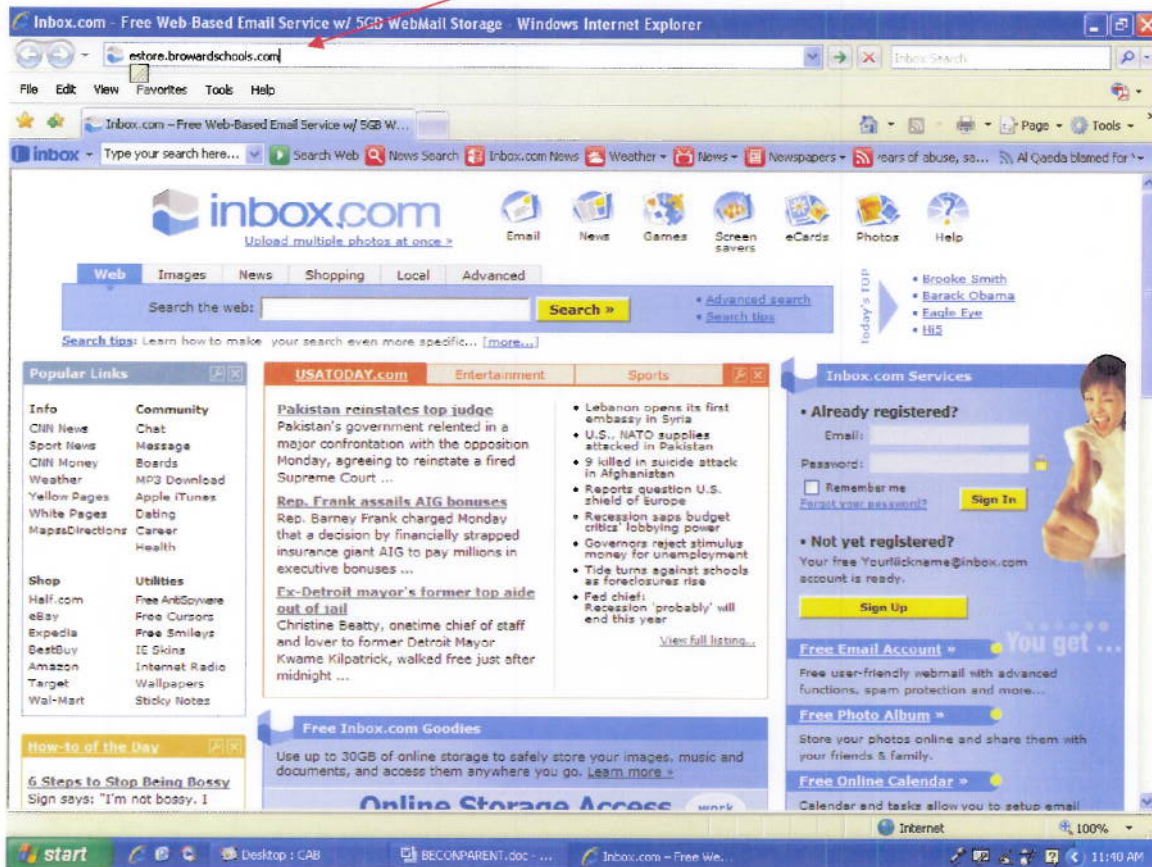 Inbox.com - Free Web-Based Email Service w/ 5GB WebMail Storage - Windows Internet Explorer
estore.browardschools.com
Inbox Search
File Edit View Favorites Tools Help
Inbox.com – Free Web-Based Email Service w/ 5GB W...
Page Tools
inbox Type your search here... Search Web News Search Inbox.com News Weather News Newspapers ears of abuse, sa... Al Qaeda blamed for
inbox.com
Upload multiple photos at once »
Email News Games Screen savers eCards Photos Help
Web Images News Shopping Local Advanced
Search the web: Search »
• Advanced search
• Search tips
Search tips: Learn how to make your search even more specific... [more...]
today's TOP
• Brooke Smith
• Barack Obama
• Eagle Eye
• Hi5
Popular Links
Info Community
CNN News Chat
Sport News Message
CNN Money Boards
Weather MP3 Download
Yellow Pages Apple iTunes
White Pages Dating
Maps&Directions Career
Health
Shop Utilities
Half.com Free AntiSpyware
eBay Free Cursors
Expedia Free Smileys
BestBuy IE Skins
Amazon Internet Radio
Target Wallpapers
Wal-Mart Sticky Notes
How-to of the Day
6 Steps to Stop Being Bossy
Sign says: "I'm not bossy. I
USATODAY.com Entertainment Sports
Pakistan reinstates top judge
Pakistan's government relented in a
major confrontation with the opposition
Monday, agreeing to reinstate a fired
Supreme Court ...
Rep. Frank assails AIG bonuses
Rep. Barney Frank charged Monday
that a decision by financially strapped
insurance giant AIG to pay millions in
executive bonuses ...
Ex-Detroit mayor's former top aide
out of jail
Christine Beatty, onetime chief of staff
and lover to former Detroit Mayor
Kwame Kilpatrick, walked free just after
midnight ...
• Lebanon opens its first
embassy in Syria
• U.S., NATO supplies
attacked in Pakistan
• 9 killed in suicide attack
in Afghanistan
• Reports question U.S.
shield of Europe
• Recession saps budget
critics' lobbying power
• Governors reject stimulus
money for unemployment
• Tide turns against schools
as foreclosures rise
• Fed chief:
Recession 'probably' will
end this year
View full listing...
Free Inbox.com Goodies
Use up to 30GB of online storage to safely store your images, music and
documents, and access them anywhere you go. Learn more »
Online Storage Access work
Inbox.com Services
• Already registered?
Email:
Password:
Remember me
Forgot your password?
Sign In
• Not yet registered?
Your free YourNickname@inbox.com
account is ready.
Sign Up
You get ...
Free Email Account »
Free user-friendly webmail with advanced
functions, spam protection and more...
Free Photo Album »
Store your photos online and share them with
your friends & family.
Free Online Calendar »
Calendar and tasks allow you to setup email
Internet 100%
start Desktop : CAB BECONPARENT.doc - ... Inbox.com – Free We... 11:40 AM